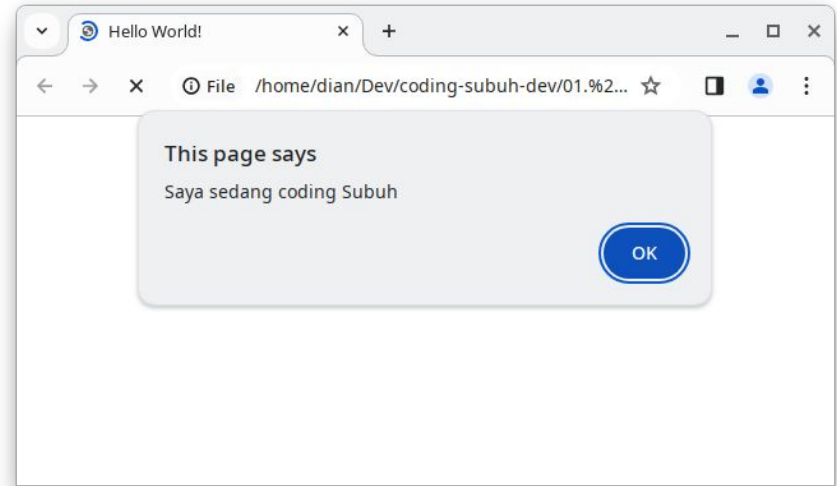 Hello World!
File /home/dian/Dev/coding-subuh-dev/01.%2...
This page says
Saya sedang coding Subuh
OK